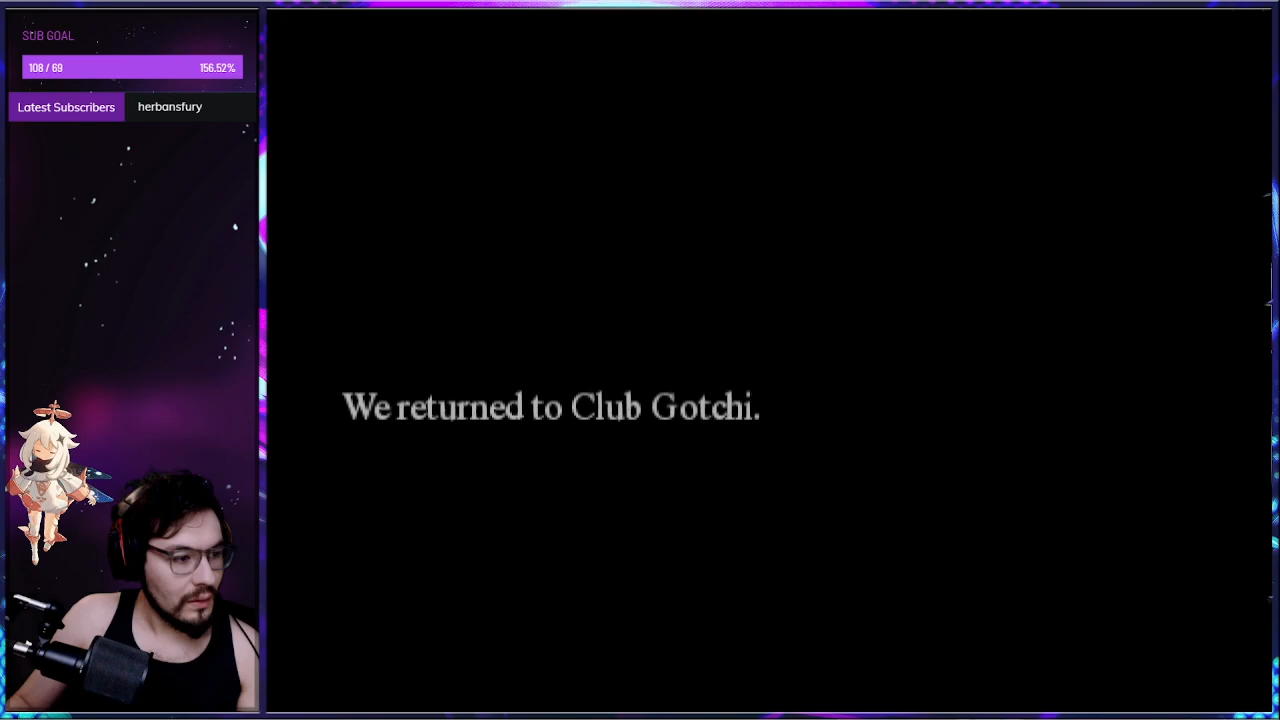 SUB GOAL
108 / 69 156.52%
Latest Subscribers herbansfury
We returned to Club Gotchi.